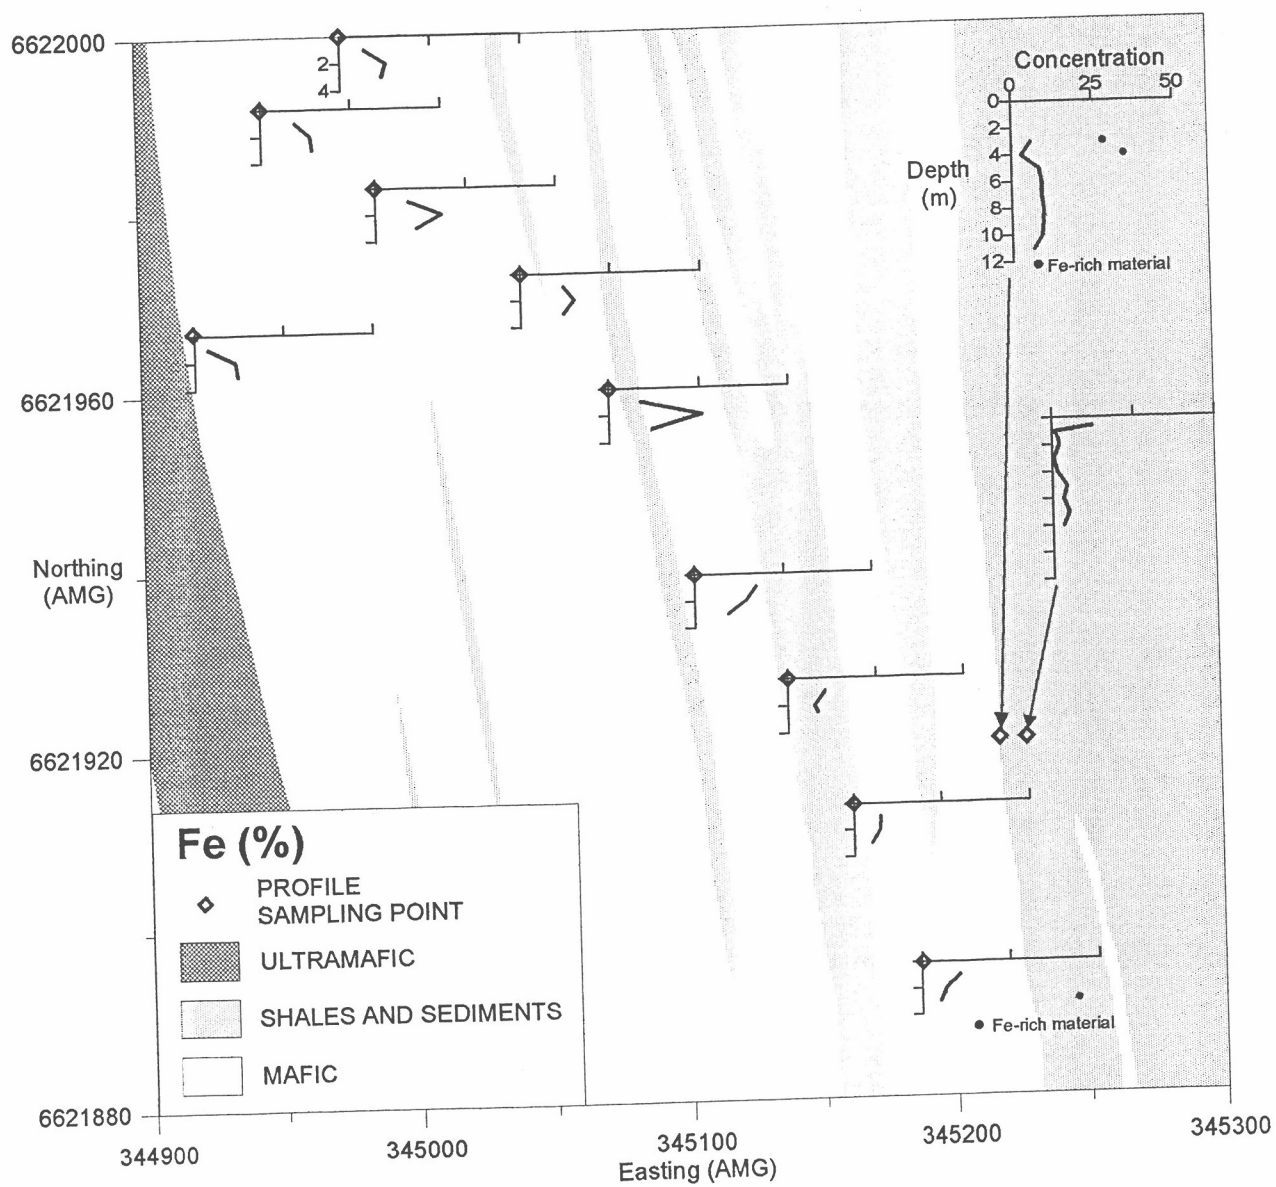 6622000
2
4
Concentration
0
25
50
0
2
4
6
8
10
12
Depth
(m)
Fe-rich material
6621960
Northing
(AMG)
6621920
Fe (%)
PROFILE
SAMPLING POINT
ULTRAMAFIC
SHALES AND SEDIMENTS
MAFIC
Fe-rich material
6621880
344900
345000
345100
345200
345300
Easting (AMG)